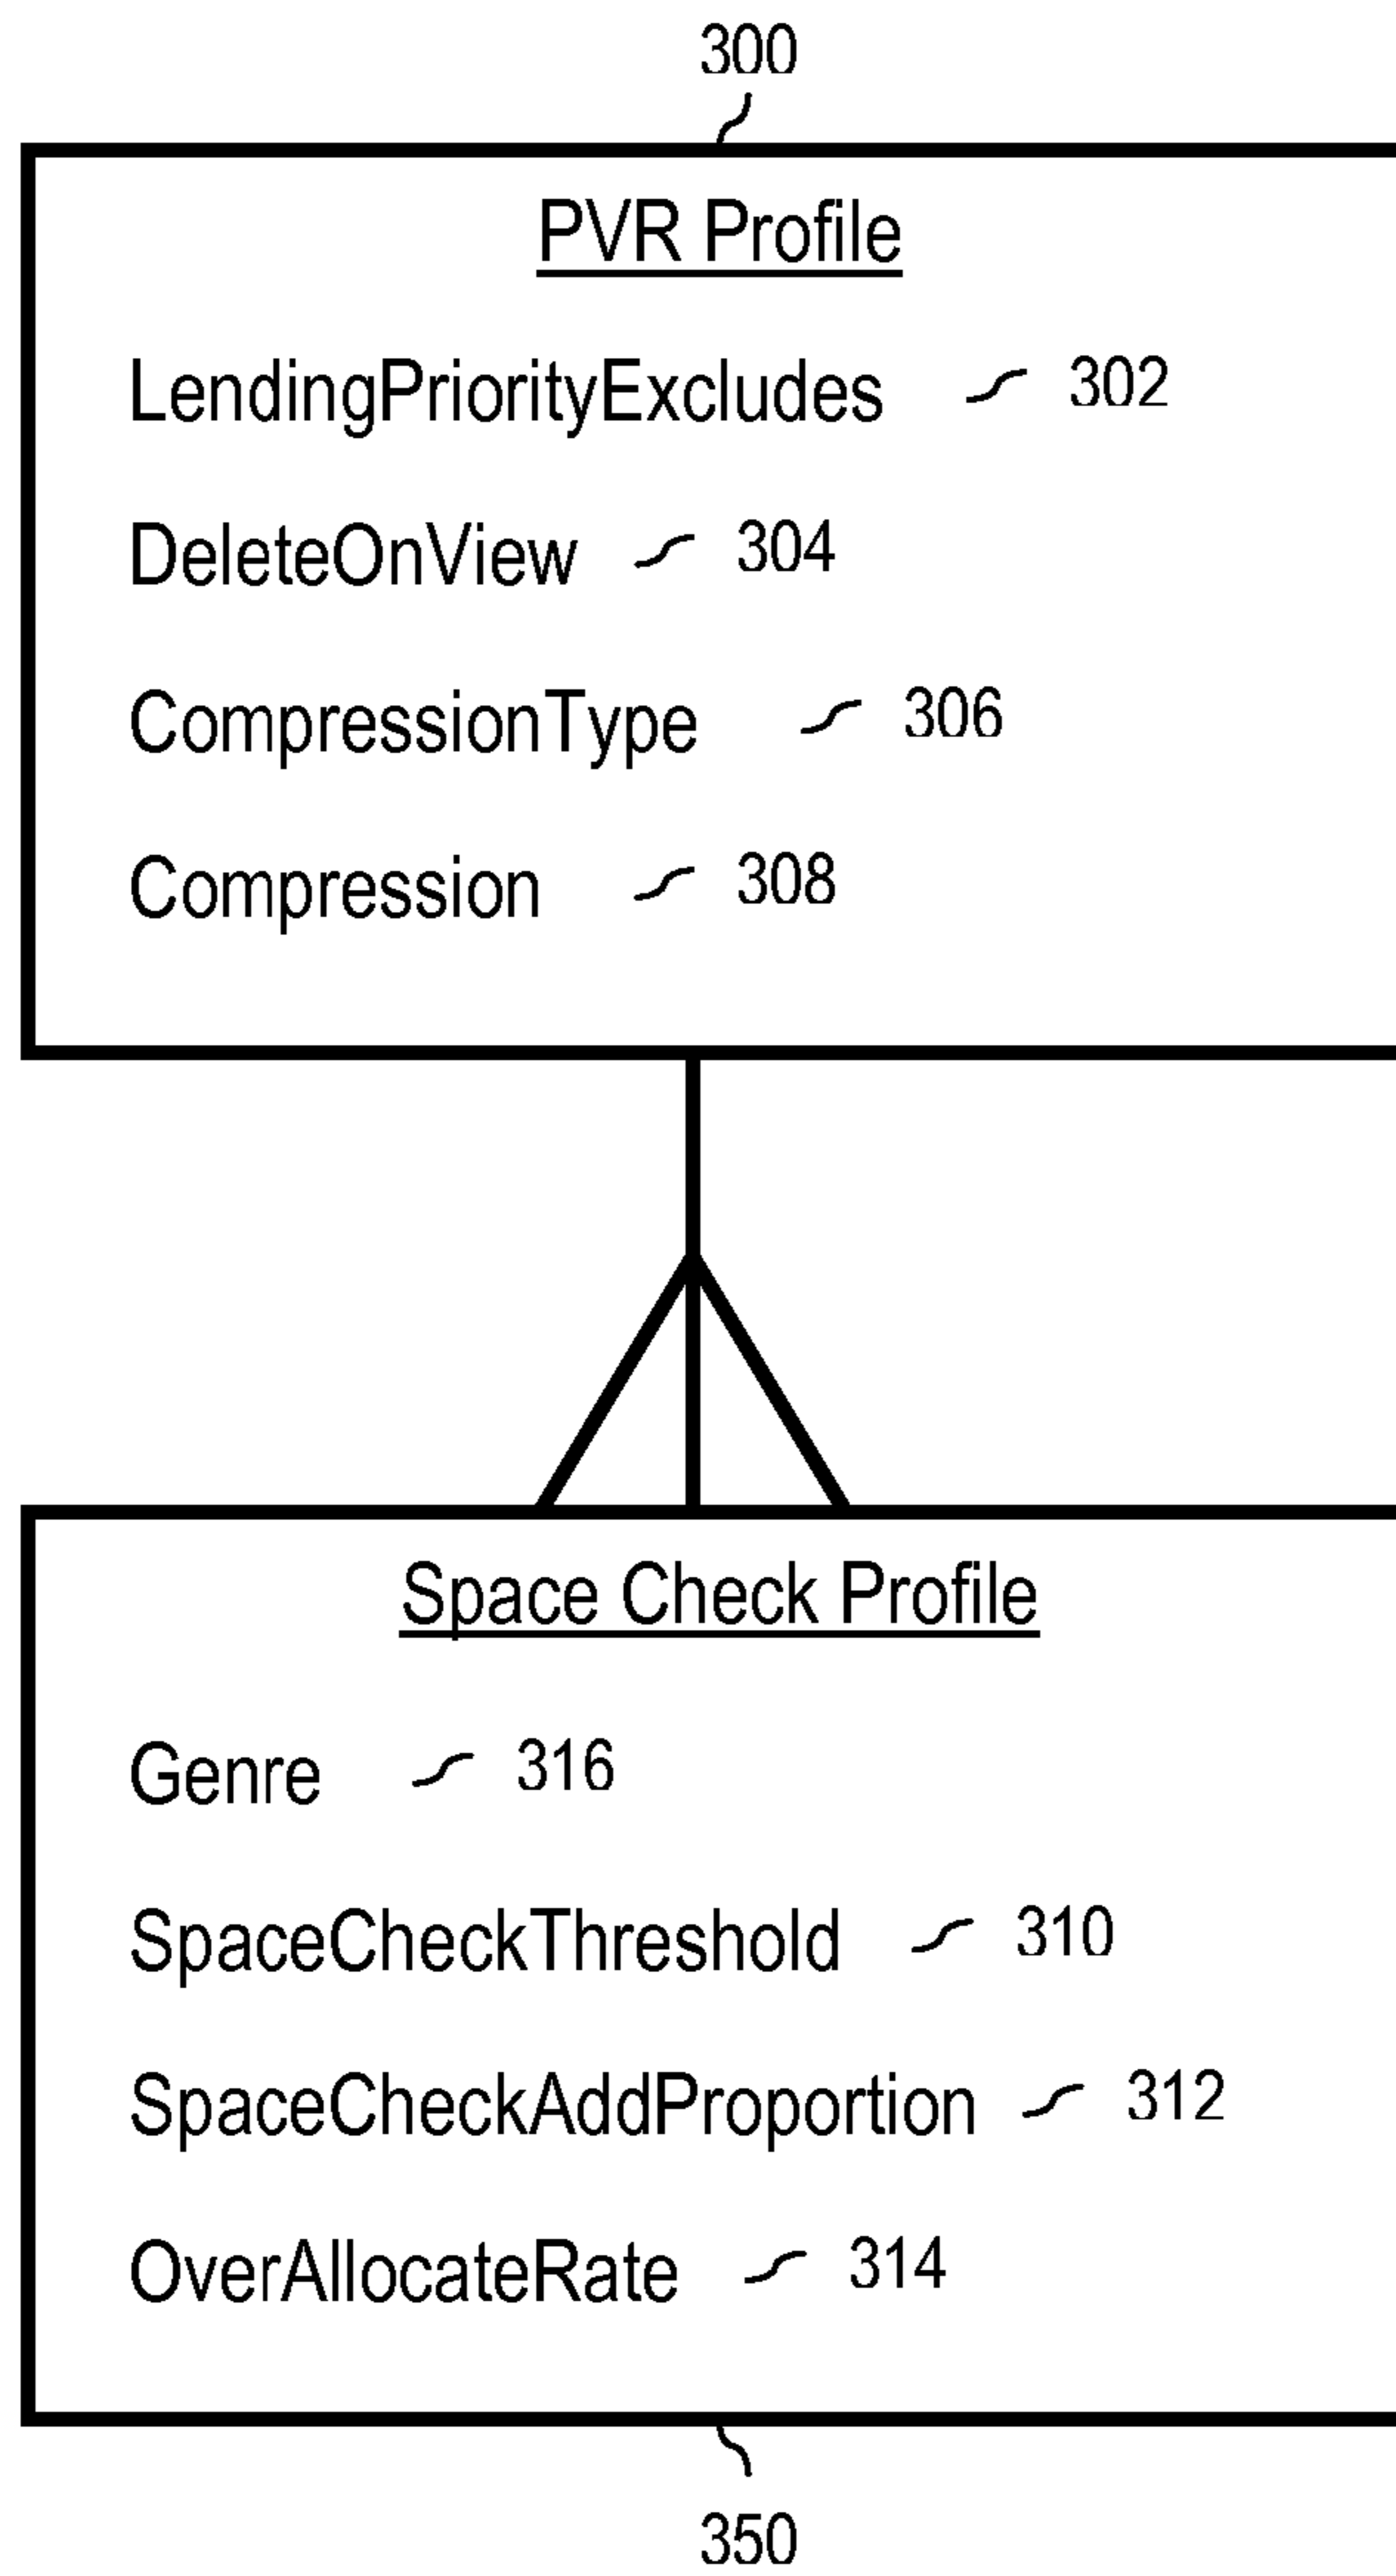 300
PVR Profile
LendingPriorityExcludes 302
DeleteOnView 304
CompressionType 306
Compression 308
Space Check Profile
Genre 316
SpaceCheckThreshold 310
SpaceCheckAddProportion 312
OverAllocateRate 314
350